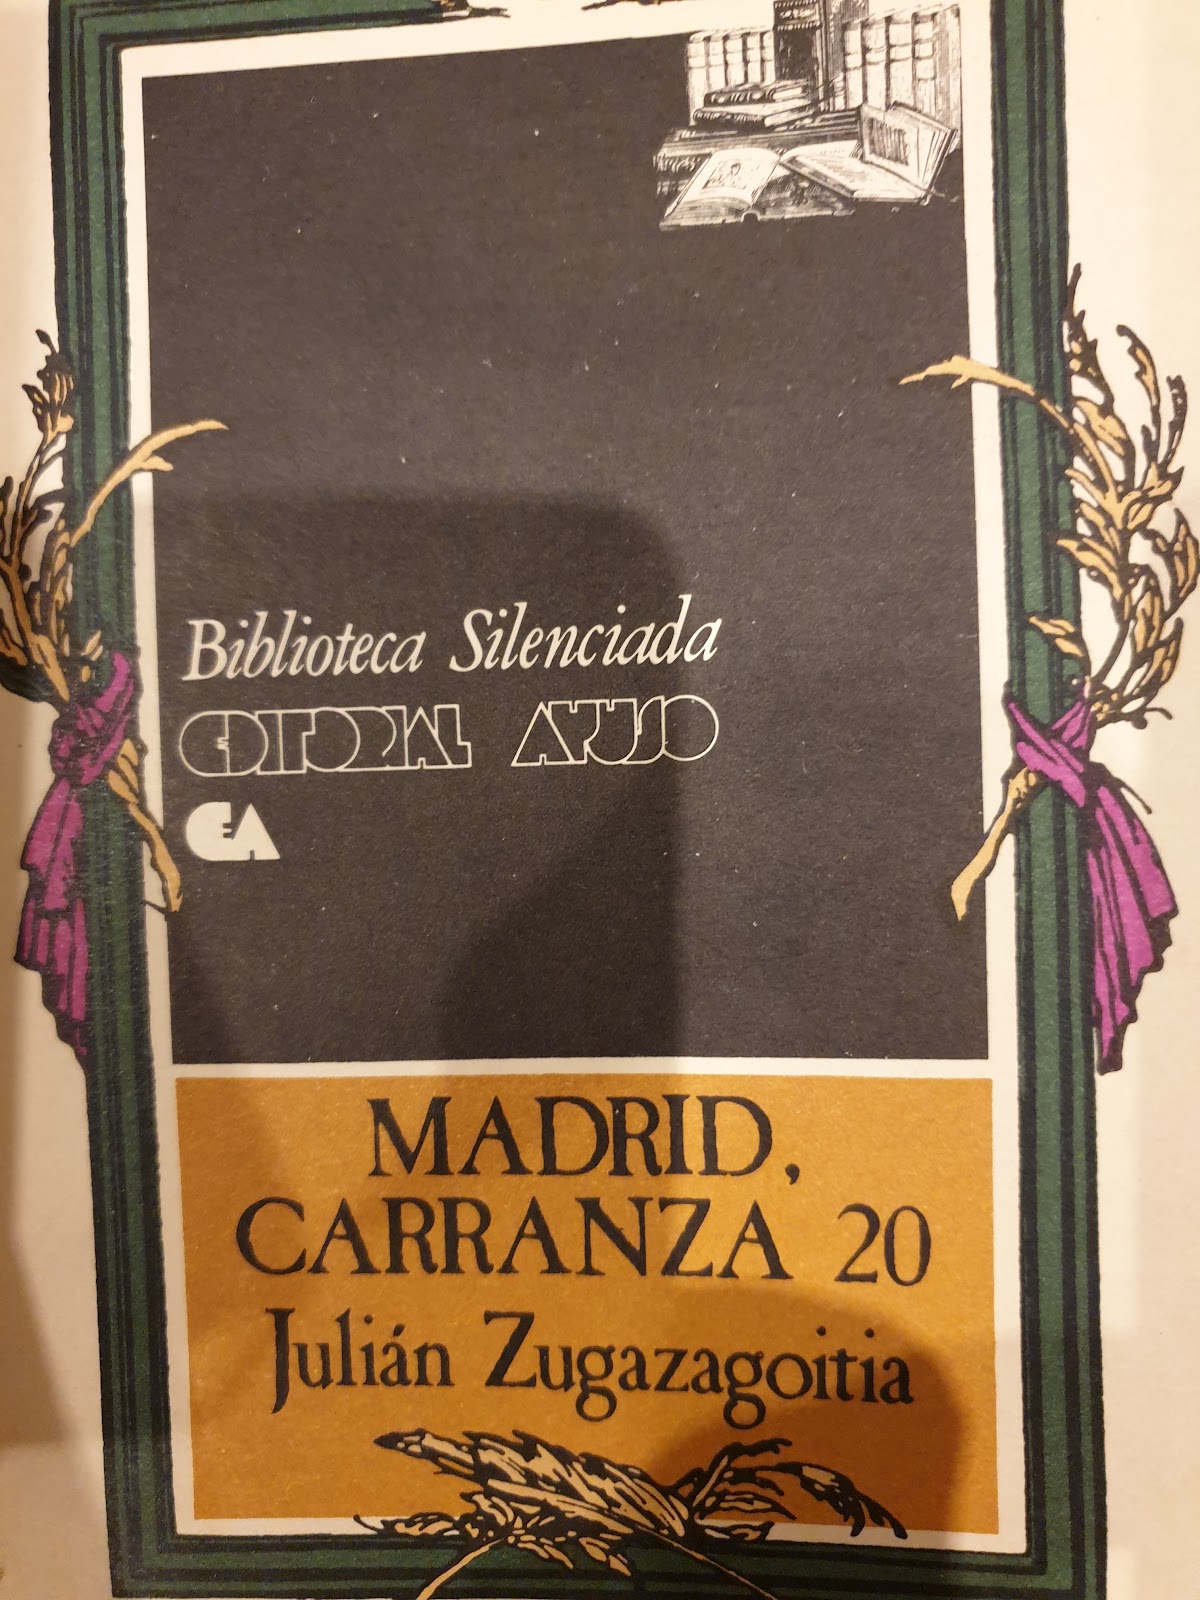 Biblioteca Silenciada
EDITORIAL AYUSO
EA
MADRID,
CARRANZA 20
Julián Zugazagoitia